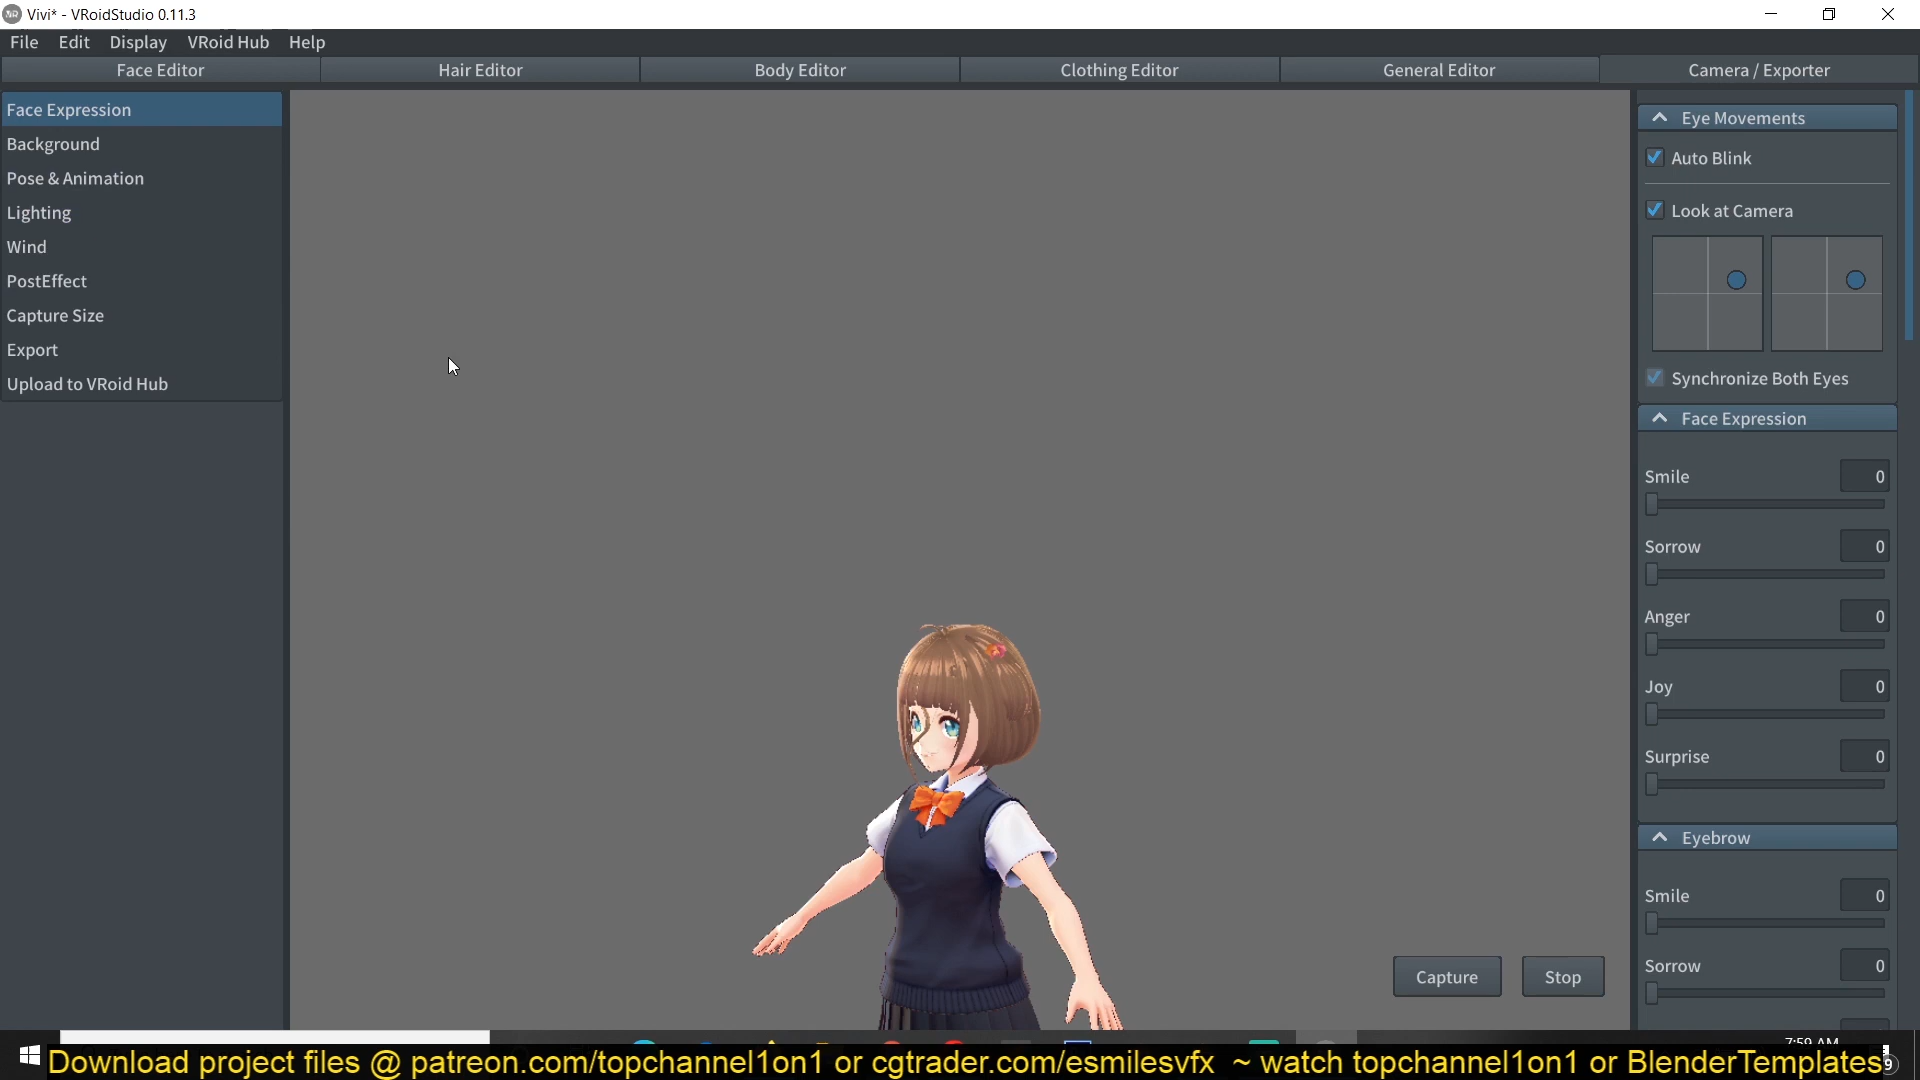 Vivi* - VRoidStudio 0.11.3
File Edit Display VRoid Hub Help
Face Editor Hair Editor Body Editor Clothing Editor General Editor Camera / Exporter
Face Expression
Background
Pose & Animation
Lighting
Wind
PostEffect
Capture Size
Export
Upload to VRoid Hub
Eye Movements
Auto Blink
Look at Camera
Synchronize Both Eyes
Face Expression
Smile 0
Sorrow 0
Anger 0
Joy 0
Surprise 0
Eyebrow
Smile 0
Sorrow 0
Capture Stop
7:59 AM
Download project files @ patreon.com/topchannel1on1 or cgtrader.com/esmilesvfx ~ watch topchannel1on1 or BlenderTemplates